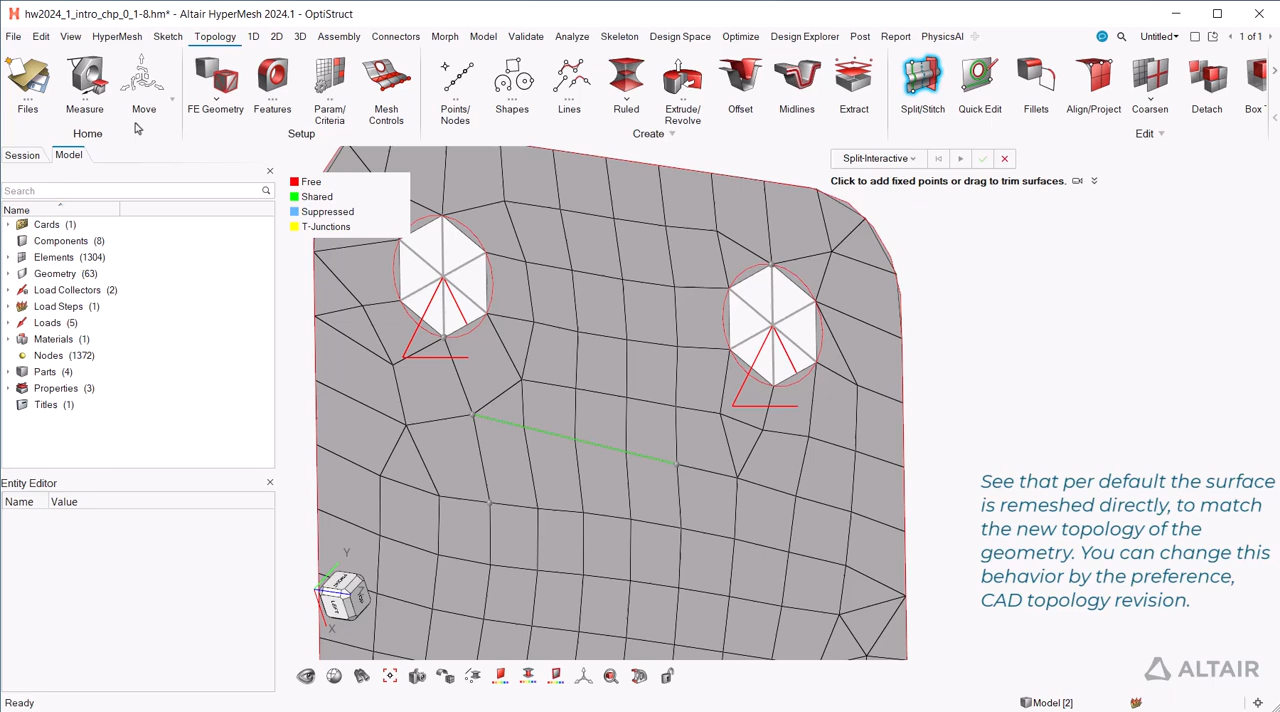 hw2024_1_intro_chp_0_1-8.hm* - Altair HyperMesh 2024.1 - OptiStruct
File Edit View HyperMesh Sketch Topology 1D 2D 3D Assembly Connectors Morph Model Validate Analyze Skeleton Design Space Optimize Design Explorer Post Report PhysicsAI Untitled 1 of 1
Files Measure Move FE Geometry Features Param/ Criteria Mesh Controls Points/ Nodes Shapes Lines Ruled Extrude/ Revolve Offset Midlines Extract Split/Stitch Quick Edit Fillets Align/Project Coarsen Detach Box
Home Setup Create Edit
Session Model
Split-Interactive
Click to add fixed points or drag to trim surfaces.
Search
Free
Shared
Suppressed
T-Junctions
Name
Cards (1)
Components (8)
Elements (1304)
Geometry (63)
Load Collectors (2)
Load Steps (1)
Loads (5)
Materials (1)
Nodes (1372)
Parts (4)
Properties (3)
Titles (1)
Entity Editor
Name Value
Y
LEFT
X
See that per default the surface
is remeshed directly, to match
the new topology of the
geometry. You can change this
behavior by the preference,
CAD topology revision.
ALTAIR
Ready
Model [2]